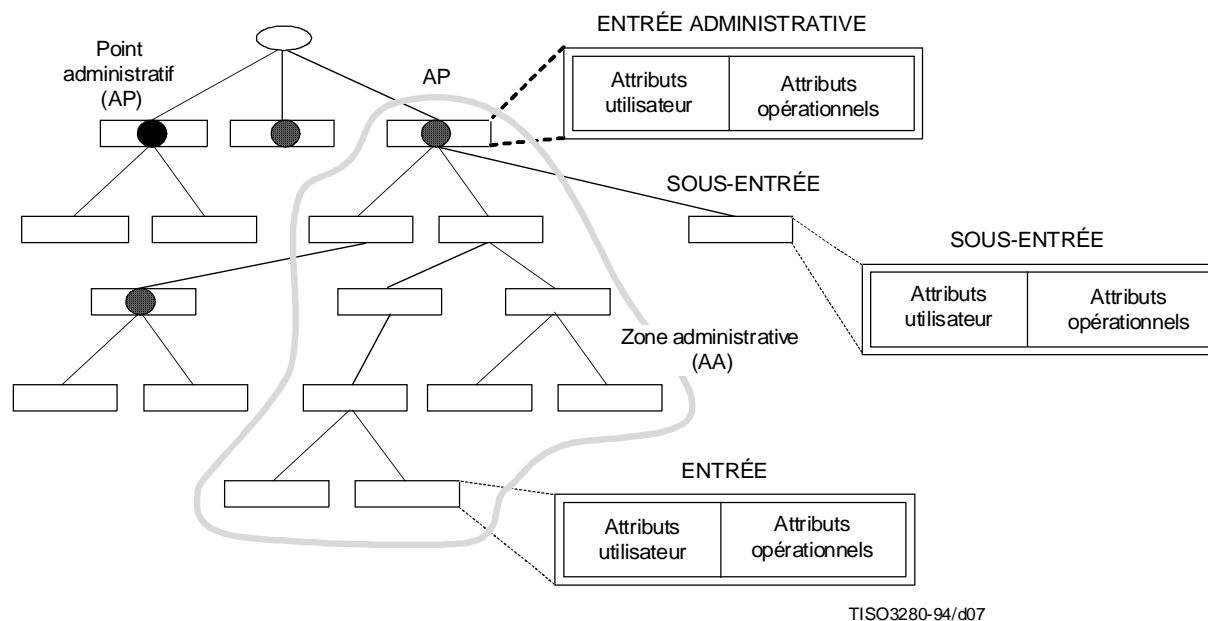 ENTRÉE ADMINISTRATIVE
Point
administratif
(AP)
AP
Attributs
utilisateur
Attributs
opérationnels
SOUS-ENTRÉE
SOUS-ENTRÉE
Attributs
utilisateur
Attributs
opérationnels
Zone administrative
(AA)
ENTRÉE
Attributs
utilisateur
Attributs
opérationnels
TISO3280-94/d07